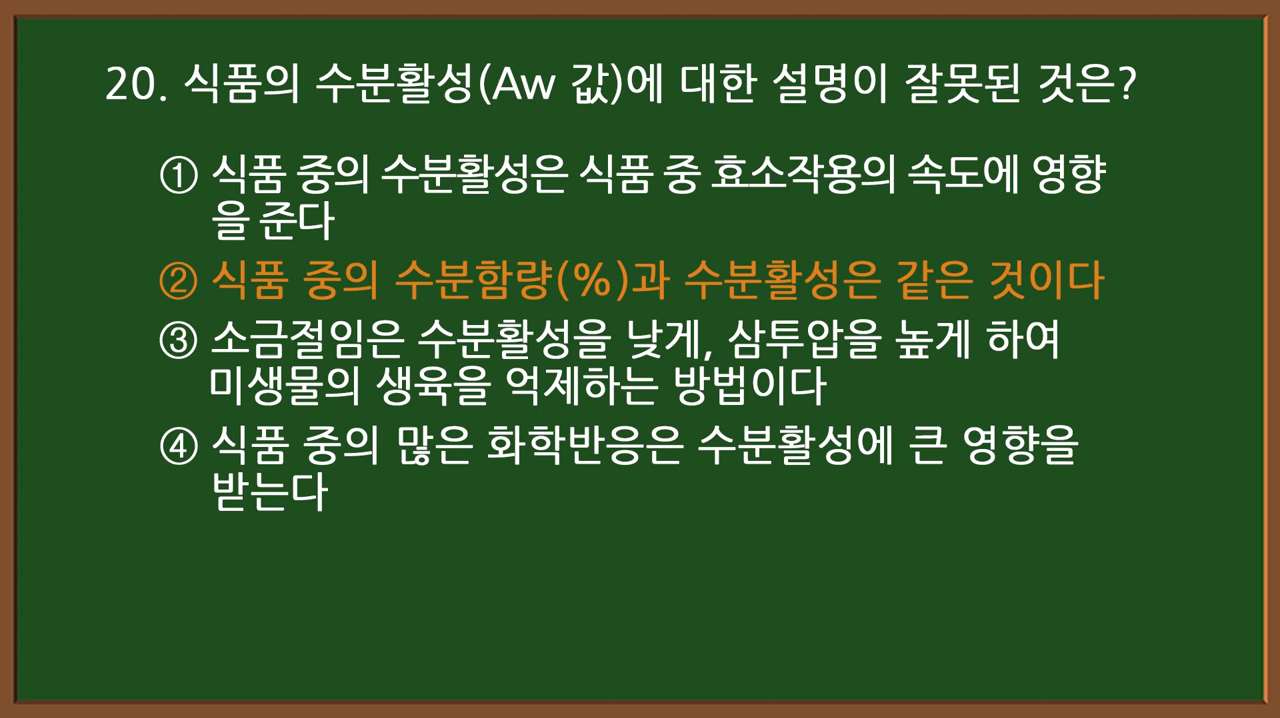 20. 식품의 수분활성(Aw 값)에 대한 설명이 잘못된 것은?
① 식품 중의 수분활성은 식품 중 효소작용의 속도에 영향
을 준다
② 식품 중의 수분함량(%)과 수분활성은 같은 것이다
③ 소금절임은 수분활성을 낮게, 삼투압을 높게 하여
미생물의 생육을 억제하는 방법이다
④ 식품 중의 많은 화학반응은 수분활성에 큰 영향을
받는다